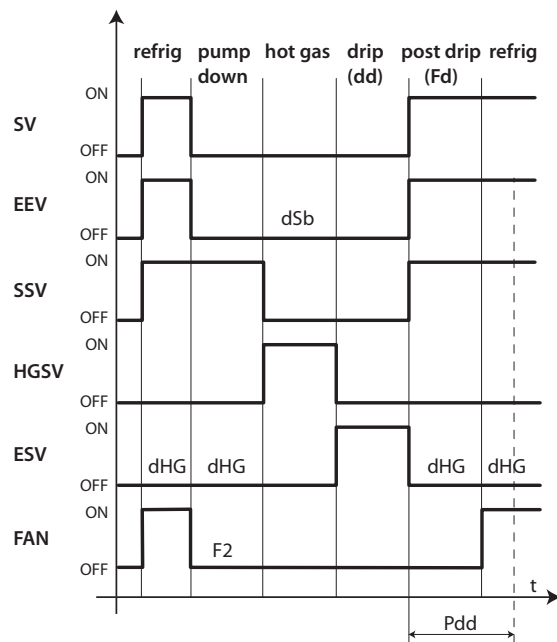 refrig pump hot gas drip post drip refrig
down (dd) (Fd)
ON
SV
OFF
ON
EEV
dSb
OFF
ON
SSV
OFF
ON
HGSV
OFF
ON
ESV
dHG dHG dHG dHG
OFF
ON
FAN
F2
OFF
t
Pdd